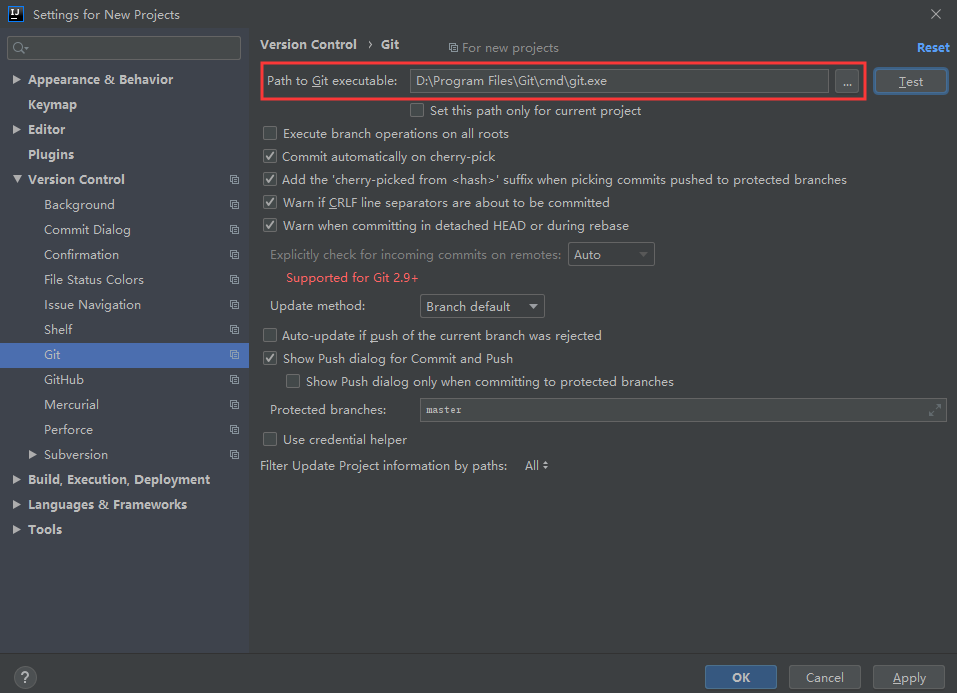 IJ Settings for New Projects
Version Control › Git
For new projects
Reset
Appearance & Behavior
Keymap
Editor
Plugins
Version Control
Background
Commit Dialog
Confirmation
File Status Colors
Issue Navigation
Shelf
Git
GitHub
Mercurial
Perforce
Subversion
Build, Execution, Deployment
Languages & Frameworks
Tools
Path to Git executable: D:\Program Files\Git\cmd\git.exe ... Test
Set this path only for current project
Execute branch operations on all roots
Commit automatically on cherry-pick
Add the 'cherry-picked from <hash>' suffix when picking commits pushed to protected branches
Warn if CRLF line separators are about to be committed
Warn when committing in detached HEAD or during rebase
Explicitly check for incoming commits on remotes: Auto
Supported for Git 2.9+
Update method: Branch default
Auto-update if push of the current branch was rejected
Show Push dialog for Commit and Push
Show Push dialog only when committing to protected branches
Protected branches: master
Use credential helper
Filter Update Project information by paths: All
? OK Cancel Apply